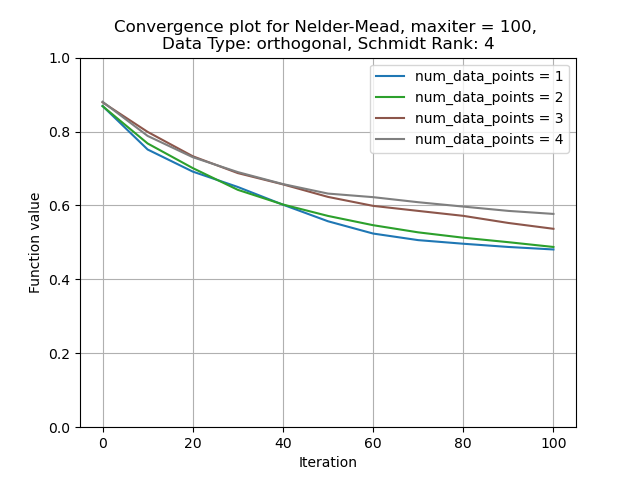 Convergence plot for Nelder-Mead, maxiter = 100,
Data Type: orthogonal, Schmidt Rank: 4
num_data_points = 1
num_data_points = 2
num_data_points = 3
num_data_points = 4
Function value
1.0
0.8
0.6
0.4
0.2
0.0
0 20 40 60 80 100
Iteration